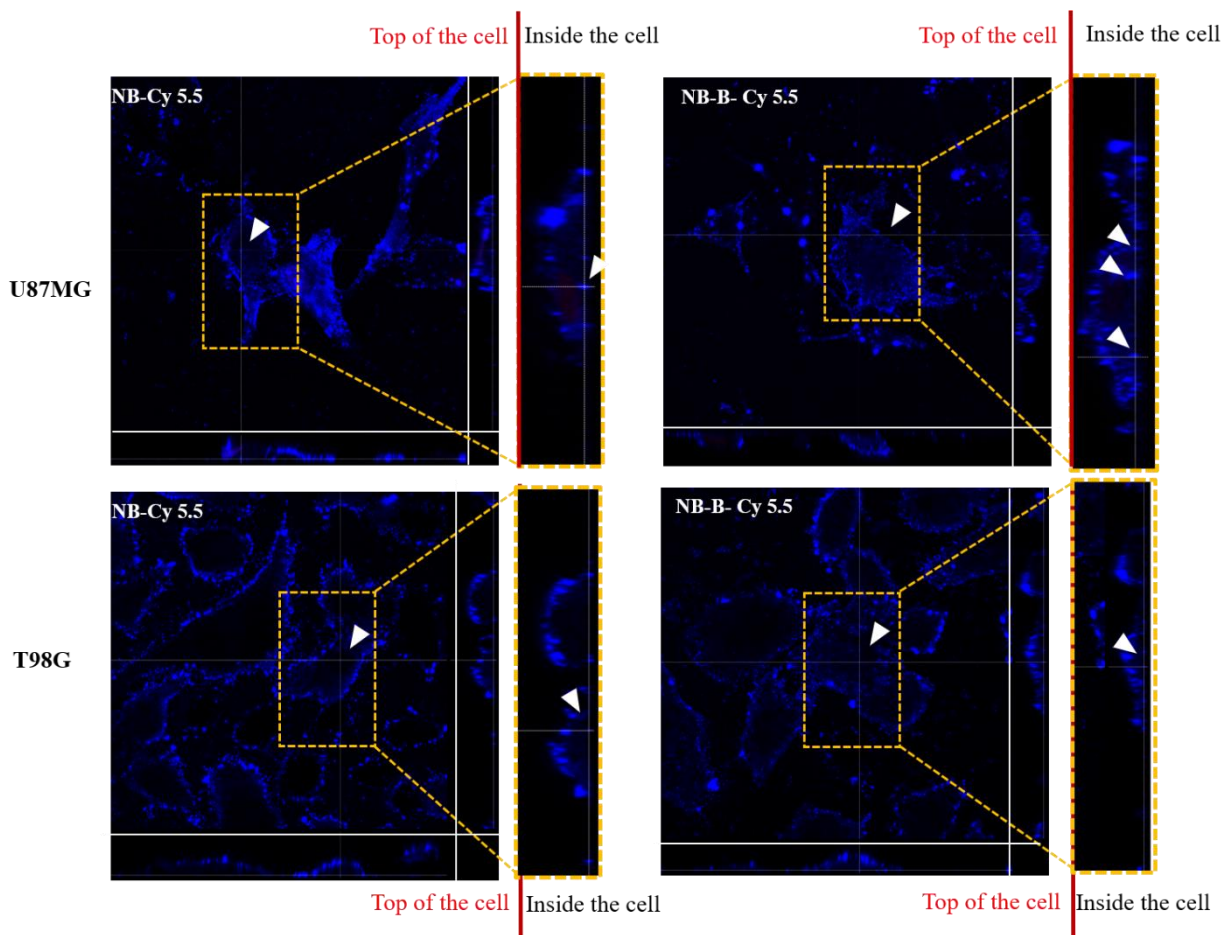 Top of the cell Inside the cell
Top of the cell Inside the cell
NB-Cy 5.5
NB-B- Cy 5.5
U87MG
NB-Cy 5.5
NB-B- Cy 5.5
T98G
Top of the cell Inside the cell
Top of the cell Inside the cell